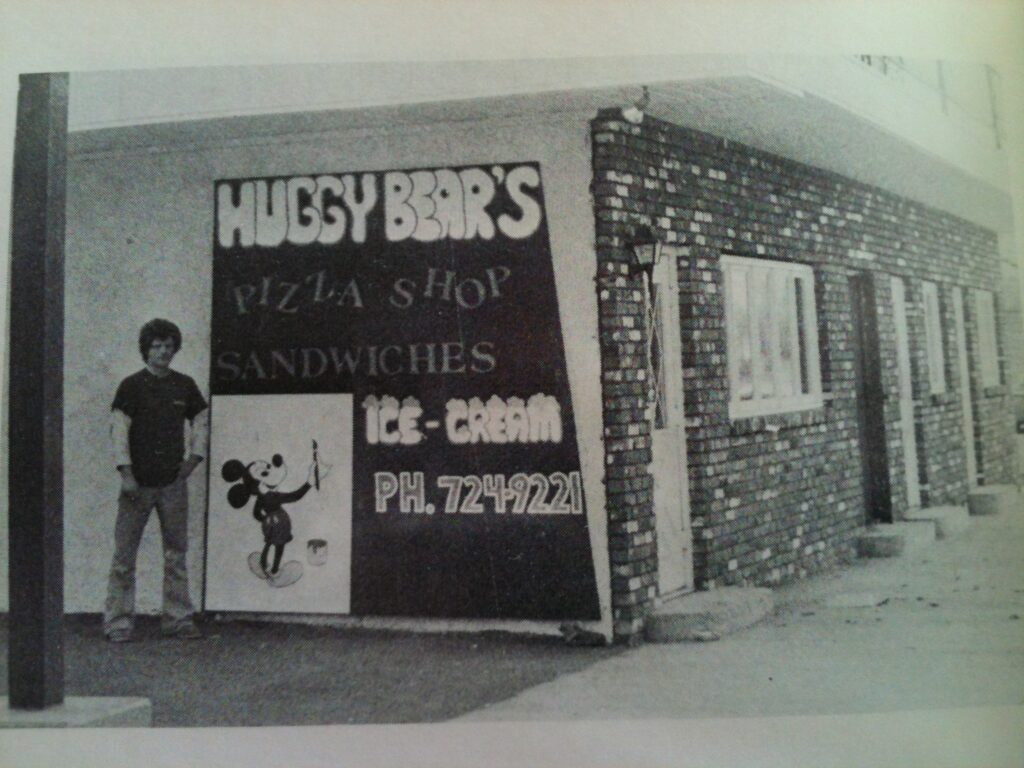 HUGGY BEAR'S
PIZZA SHOP
SANDWICHES
ICE-CREAM
PH. 724-9221